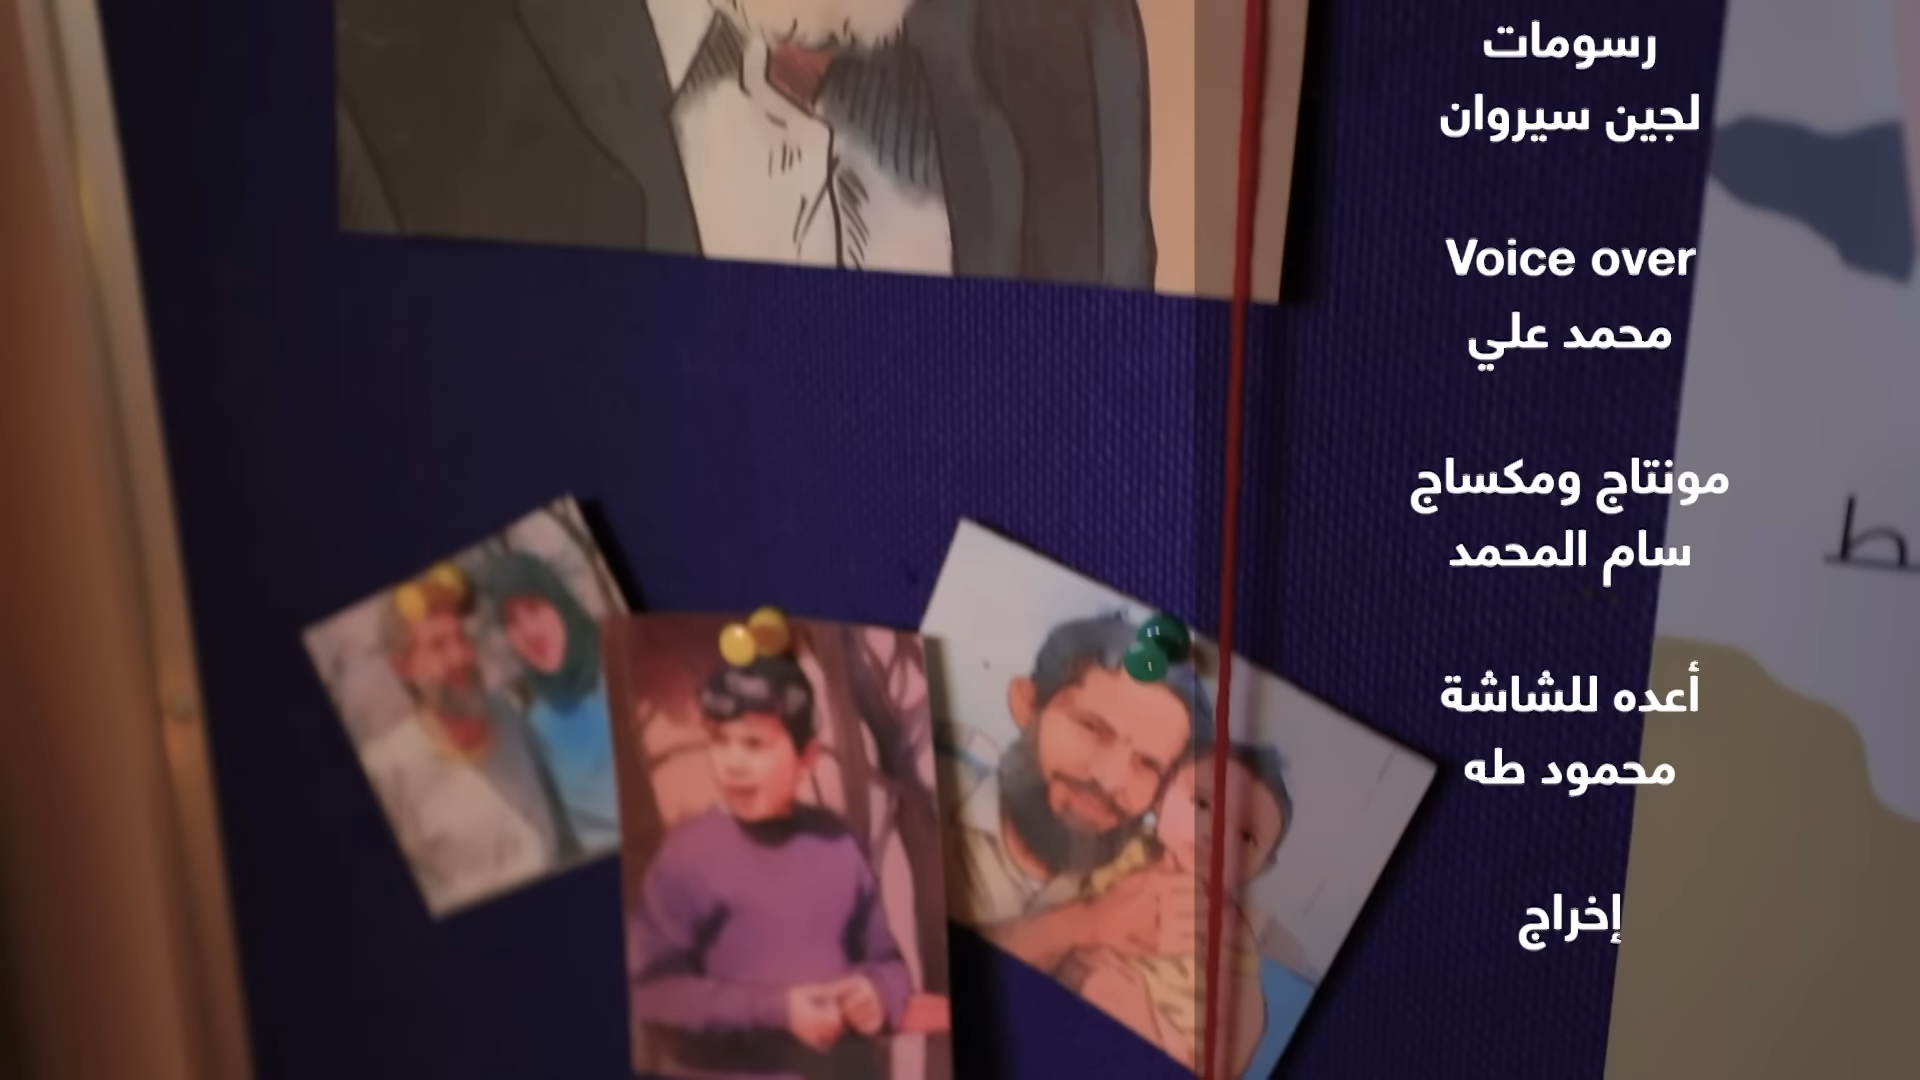 رسومات
لجين سيروان
Voice over
محمد علي
مونتاج ومكساج
سام المحمد
أعده للشاشة
محمود طه
إخراج